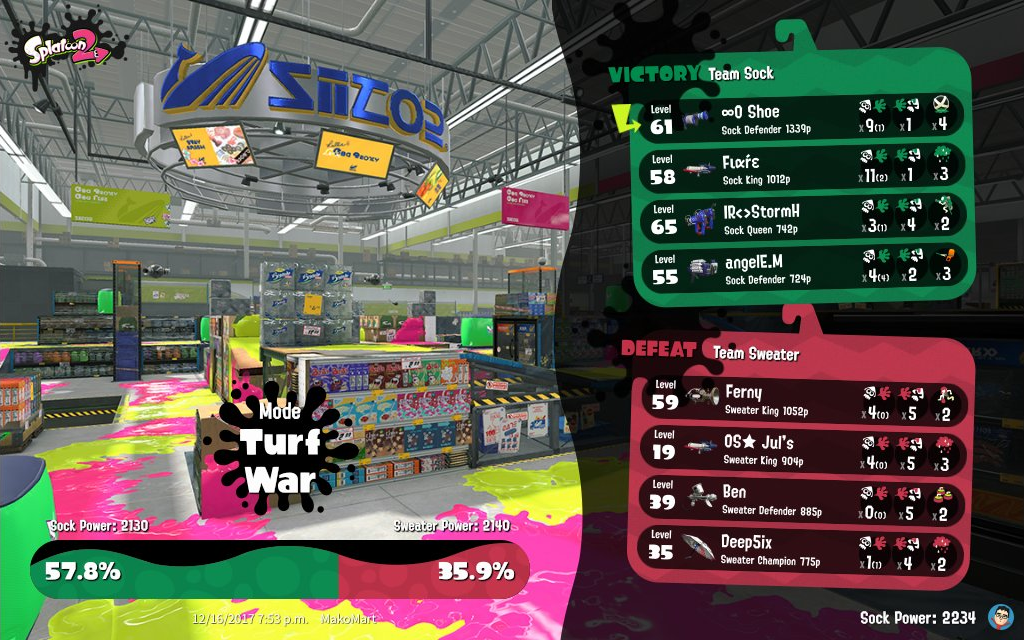 Splatoon 2
VICTORY Team Sock
Level 61 ∞0 Shoe x9(1) x1 x4
Sock Defender 1339p
Level 58 Fιαfε x11(2) x1 x3
Sock King 1012p
Level 65 IR<>StormH x3(1) x4 x2
Sock Queen 742p
Level 55 angelE.M x4(4) x2 x3
Sock Defender 724p
DEFEAT Team Sweater
Level 59 Ferny x4(0) x5 x2
Sweater King 1052p
Level 19 OS★ Jul's x4(0) x5 x3
Sweater King 904p
Level 39 Ben x0(0) x5 x2
Sweater Defender 885p
Level 35 Deep5ix x1(1) x4 x2
Sweater Champion 775p
Mode
Turf
War
Sock Power: 2130 Sweater Power: 2140
57.8% 35.9%
12/16/2017 7:53 p.m. MakoMart
Sock Power: 2234